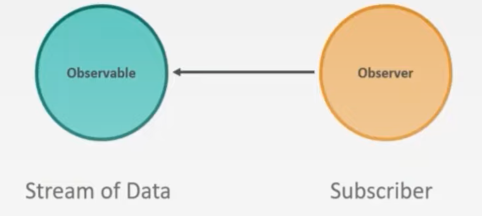 Observable
Observer
Stream of Data
Subscriber